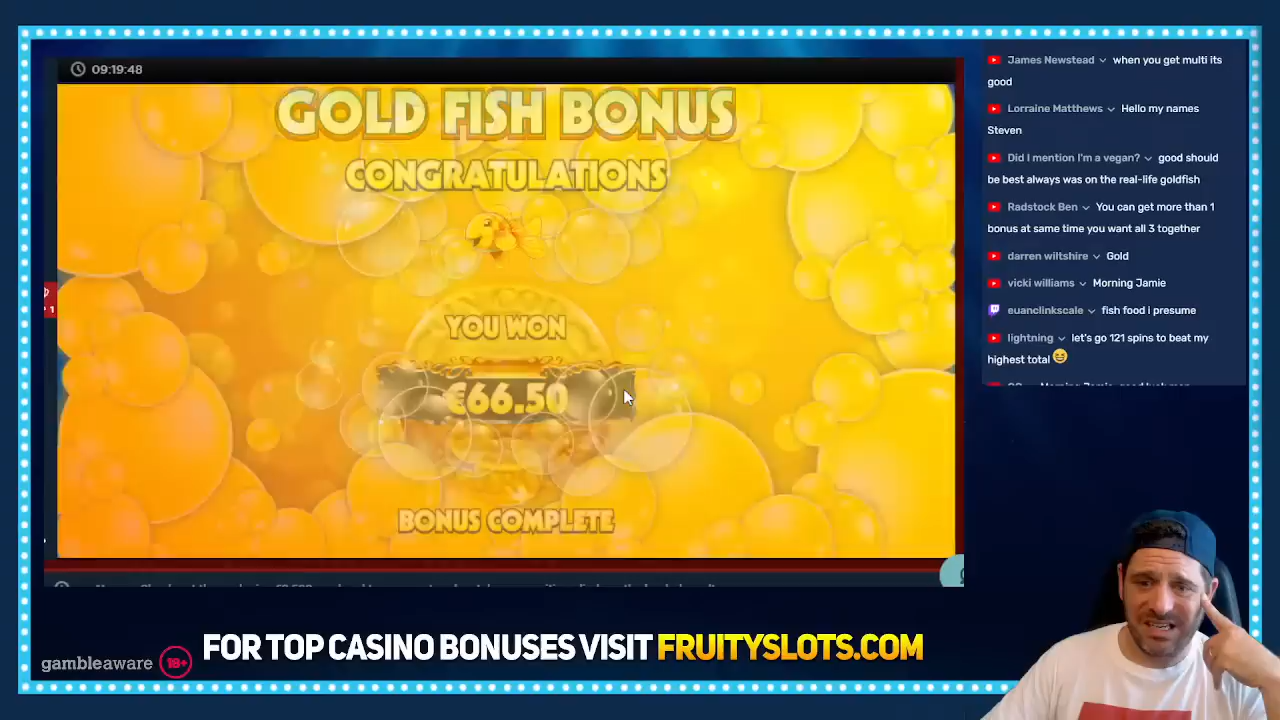 09:19:48
GOLD FISH BONUS
CONGRATULATIONS
YOU WON
€66.50
BONUS COMPLETE
1
James Newstead when you get multi its
good
Lorraine Matthews Hello my names
Steven
Did I mention I'm a vegan? good should
be best always was on the real-life goldfish
Radstock Ben You can get more than 1
bonus at same time you want all 3 together
darren wiltshire Gold
vicki williams Morning Jamie
euanclinkscale fish food i presume
lightning let's go 121 spins to beat my
highest total
gambleaware 18+
FOR TOP CASINO BONUSES VISIT FRUITYSLOTS.COM